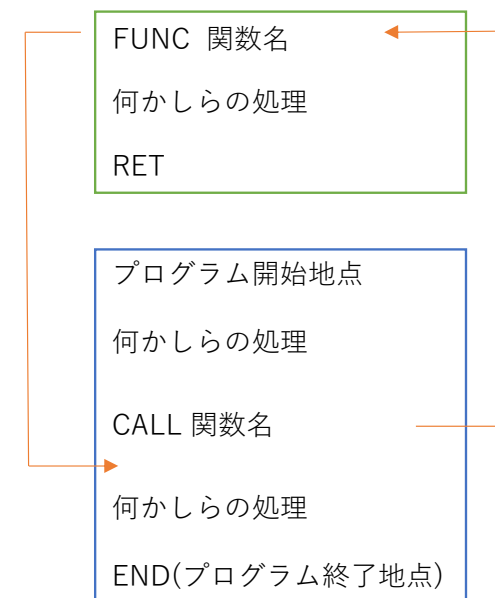 FUNC 関数名
何かしらの処理
RET
プログラム開始地点
何かしらの処理
CALL 関数名
何かしらの処理
END(プログラム終了地点)